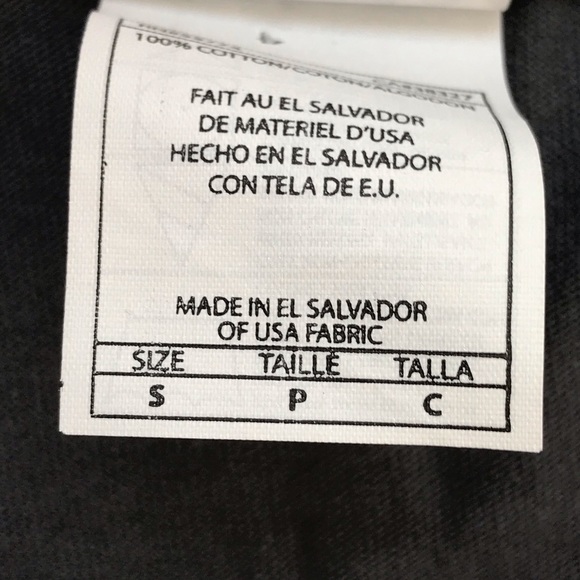 100% COTTON/COTON/ALGODON
FAIT AU EL SALVADOR
DE MATERIEL D'USA
HECHO EN EL SALVADOR
CON TELA DE E.U.
MADE IN EL SALVADOR
OF USA FABRIC
SIZE TAILLE TALLA
S P C